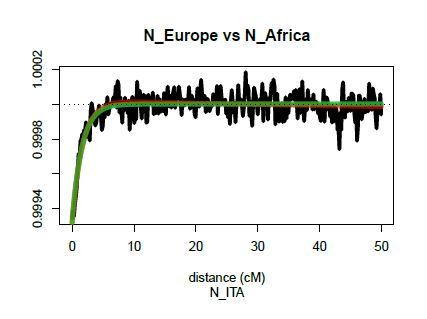 N_Europe vs N_Africa
1.0002
0.9998
0.9994
0 10 20 30 40 50
distance (cM)
N_ITA